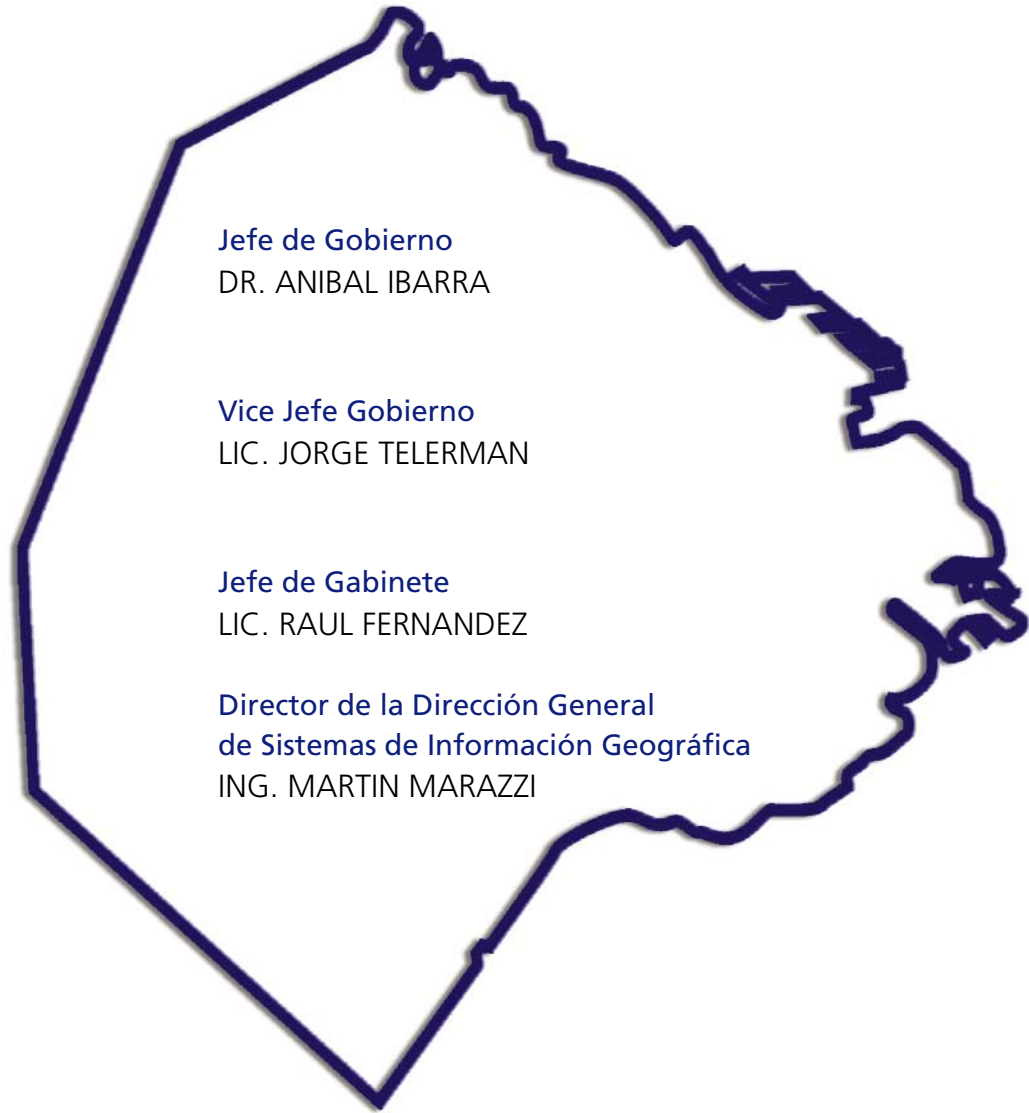 Jefe de Gobierno
DR. ANIBAL IBARRA
Vice Jefe Gobierno
LIC. JORGE TELERMAN
Jefe de Gabinete
LIC. RAUL FERNANDEZ
Director de la Dirección General
de Sistemas de Información Geográfica
ING. MARTIN MARAZZI